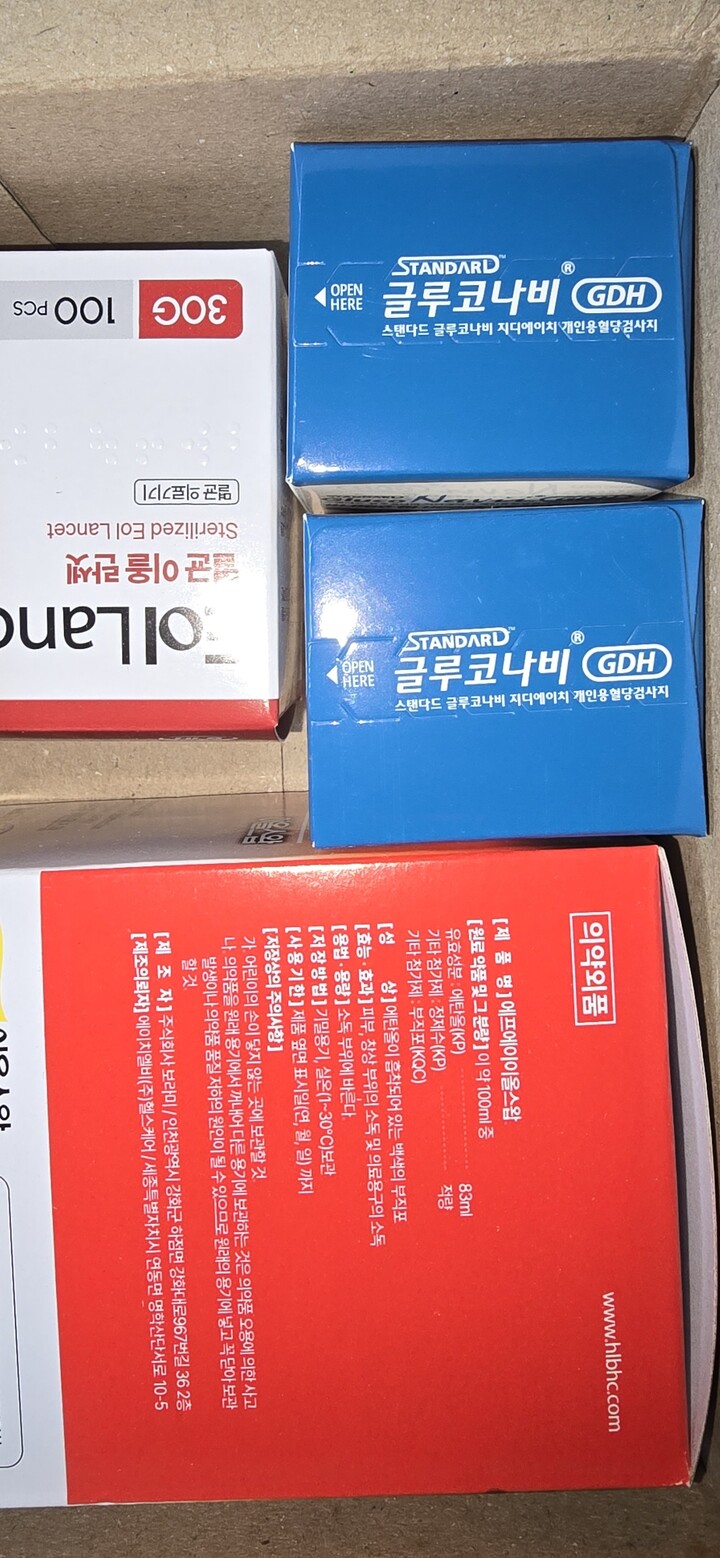 STANDARD™
글루코나비® GDH
OPEN
HERE
스탠다드 글루코나비 지디에이치 개인용혈당검사지
30G
100 PCS
멸균 의료기기
Sterilized Eol Lancet
멸균 이올 란셋
STANDARD™
글루코나비® GDH
OPEN
HERE
스탠다드 글루코나비 지디에이치 개인용혈당검사지
의약외품
www.hlbhc.com
[제 품 명] 에프에이이올스왑
[원료약품 및 그 분량] 이 약 100ml 중
유효성분 : 에탄올(KP) 83ml
기타 첨가제 : 정제수(KP) 적량
기타 첨가제 : 부직포(KQC)
[성 상] 에탄올이 흡착되어 있는 백색의 부직포
[효능·효과] 피부, 창상 부위의 소독 및 의료용구의 소독
[용법·용량] 소독 부위에 바른다.
[저장방법] 기밀용기, 실온(1~30°C)보관
[사용기한] 제품 옆면 표시일(연, 월, 일) 까지
[저장상의 주의사항]
가. 어린이의 손이 닿지 않는 곳에 보관할 것
나. 의약품을 원래 용기에서 꺼내어 다른 용기에 보관하는 것은 의약품 오용에 의한 사고
발생이나 의약품 품질 저하의 원인이 될 수 있으므로 원래의 용기에 넣고 꼭 닫아 보관
할 것
[제 조 자] 주식회사 보라미 / 인천광역시 강화군 하점면 강화대로967번길 36 2층
[제조의뢰자] 에이치엘비(주)헬스케어 / 세종특별자치시 연동면 명학산단서로 10-5